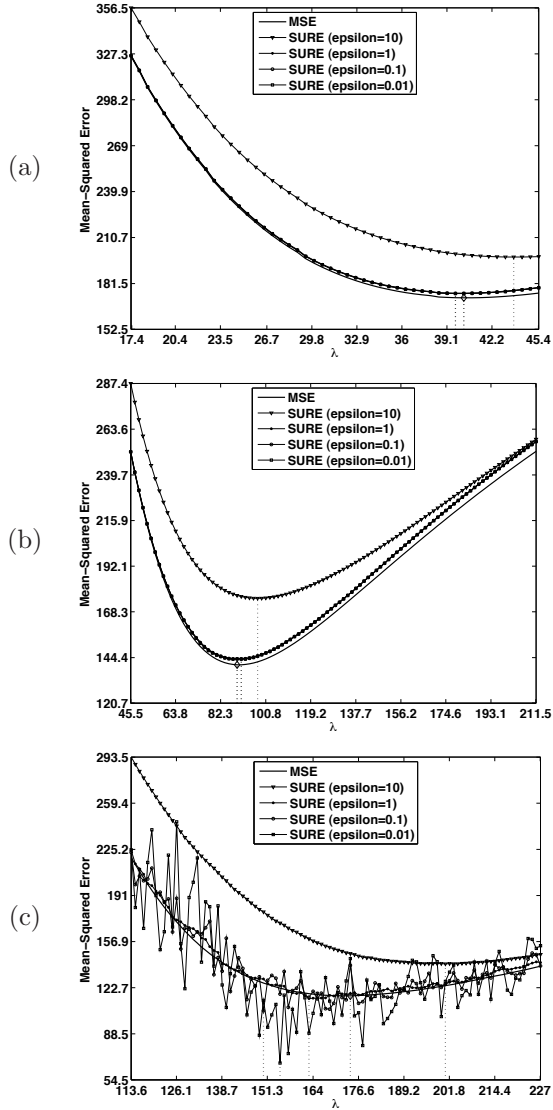 (a)
Mean−Squared Error
356.5
327.3
298.2
269
239.9
210.7
181.5
152.5
MSE
SURE (epsilon=10)
SURE (epsilon=1)
SURE (epsilon=0.1)
SURE (epsilon=0.01)
17.4 20.4 23.5 26.7 29.8 32.9 36 39.1 42.2 45.4
λ
(b)
Mean−Squared Error
287.4
263.6
239.7
215.9
192.1
168.3
144.4
120.7
MSE
SURE (epsilon=10)
SURE (epsilon=1)
SURE (epsilon=0.1)
SURE (epsilon=0.01)
45.5 63.8 82.3 100.8 119.2 137.7 156.2 174.6 193.1 211.5
λ
(c)
Mean−Squared Error
293.5
259.4
225.2
191
156.9
122.7
88.5
54.5
MSE
SURE (epsilon=10)
SURE (epsilon=1)
SURE (epsilon=0.1)
SURE (epsilon=0.01)
113.6 126.1 138.7 151.3 164 176.6 189.2 201.8 214.4 227
λ